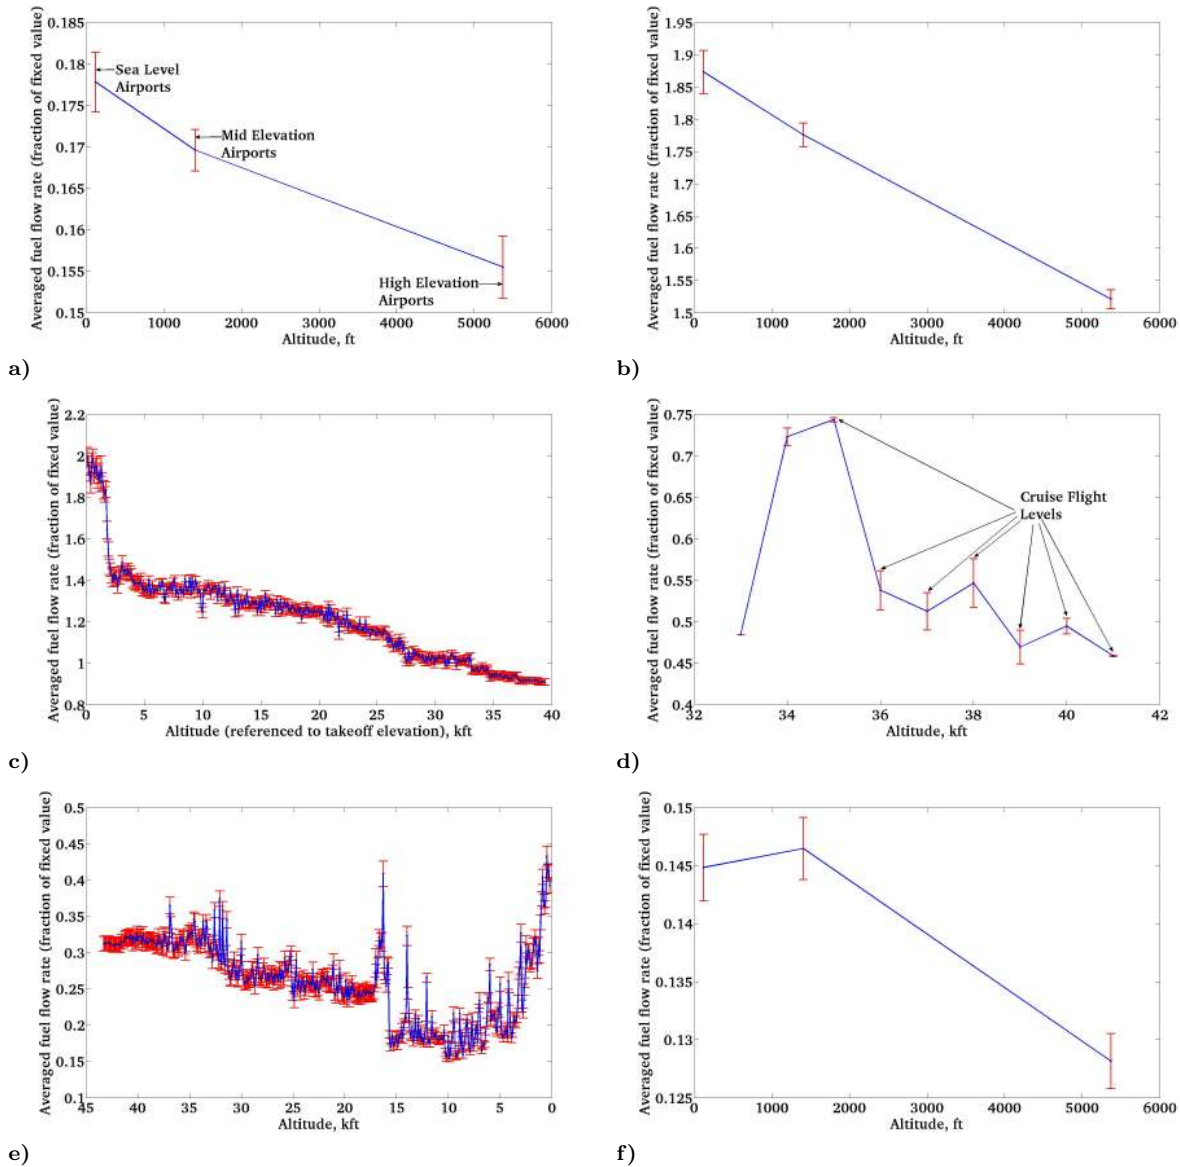 Averaged fuel flow rate (fraction of fixed value)
0.185
0.18
0.175
0.17
0.165
0.16
0.155
0.15
Sea Level
Airports
Mid Elevation
Airports
High Elevation
Airports
0 1000 2000 3000 4000 5000 6000
Altitude, ft
a)
Averaged fuel flow rate (fraction of fixed value)
1.95
1.9
1.85
1.8
1.75
1.7
1.65
1.6
1.55
1.5
0 1000 2000 3000 4000 5000 6000
Altitude, ft
b)
Averaged fuel flow rate (fraction of fixed value)
2.2
2
1.8
1.6
1.4
1.2
1
0.8
0 5 10 15 20 25 30 35 40
Altitude (referenced to takeoff elevation), kft
c)
Averaged fuel flow rate (fraction of fixed value)
0.75
0.7
0.65
0.6
0.55
0.5
0.45
0.4
Cruise Flight
Levels
32 34 36 38 40 42
Altitude, kft
d)
Averaged fuel flow rate (fraction of fixed value)
0.5
0.45
0.4
0.35
0.3
0.25
0.2
0.15
0.1
45 40 35 30 25 20 15 10 5 0
Altitude, kft
e)
Averaged fuel flow rate (fraction of fixed value)
0.15
0.145
0.14
0.135
0.13
0.125
0 1000 2000 3000 4000 5000 6000
Altitude, ft
f)